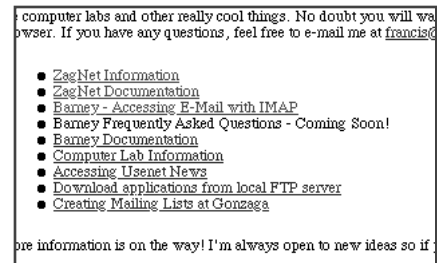 computer labs and other really cool things. No doubt you will wa
owser. If you have any questions, feel free to e-mail me at francis@
ZagNet Information
ZagNet Documentation
Barney - Accessing E-Mail with IMAP
Barney Frequently Asked Questions - Coming Soon!
Barney Documentation
Computer Lab Information
Accessing Usenet News
Download applications from local FTP server
Creating Mailing Lists at Gonzaga
ore information is on the way! I'm always open to new ideas so if